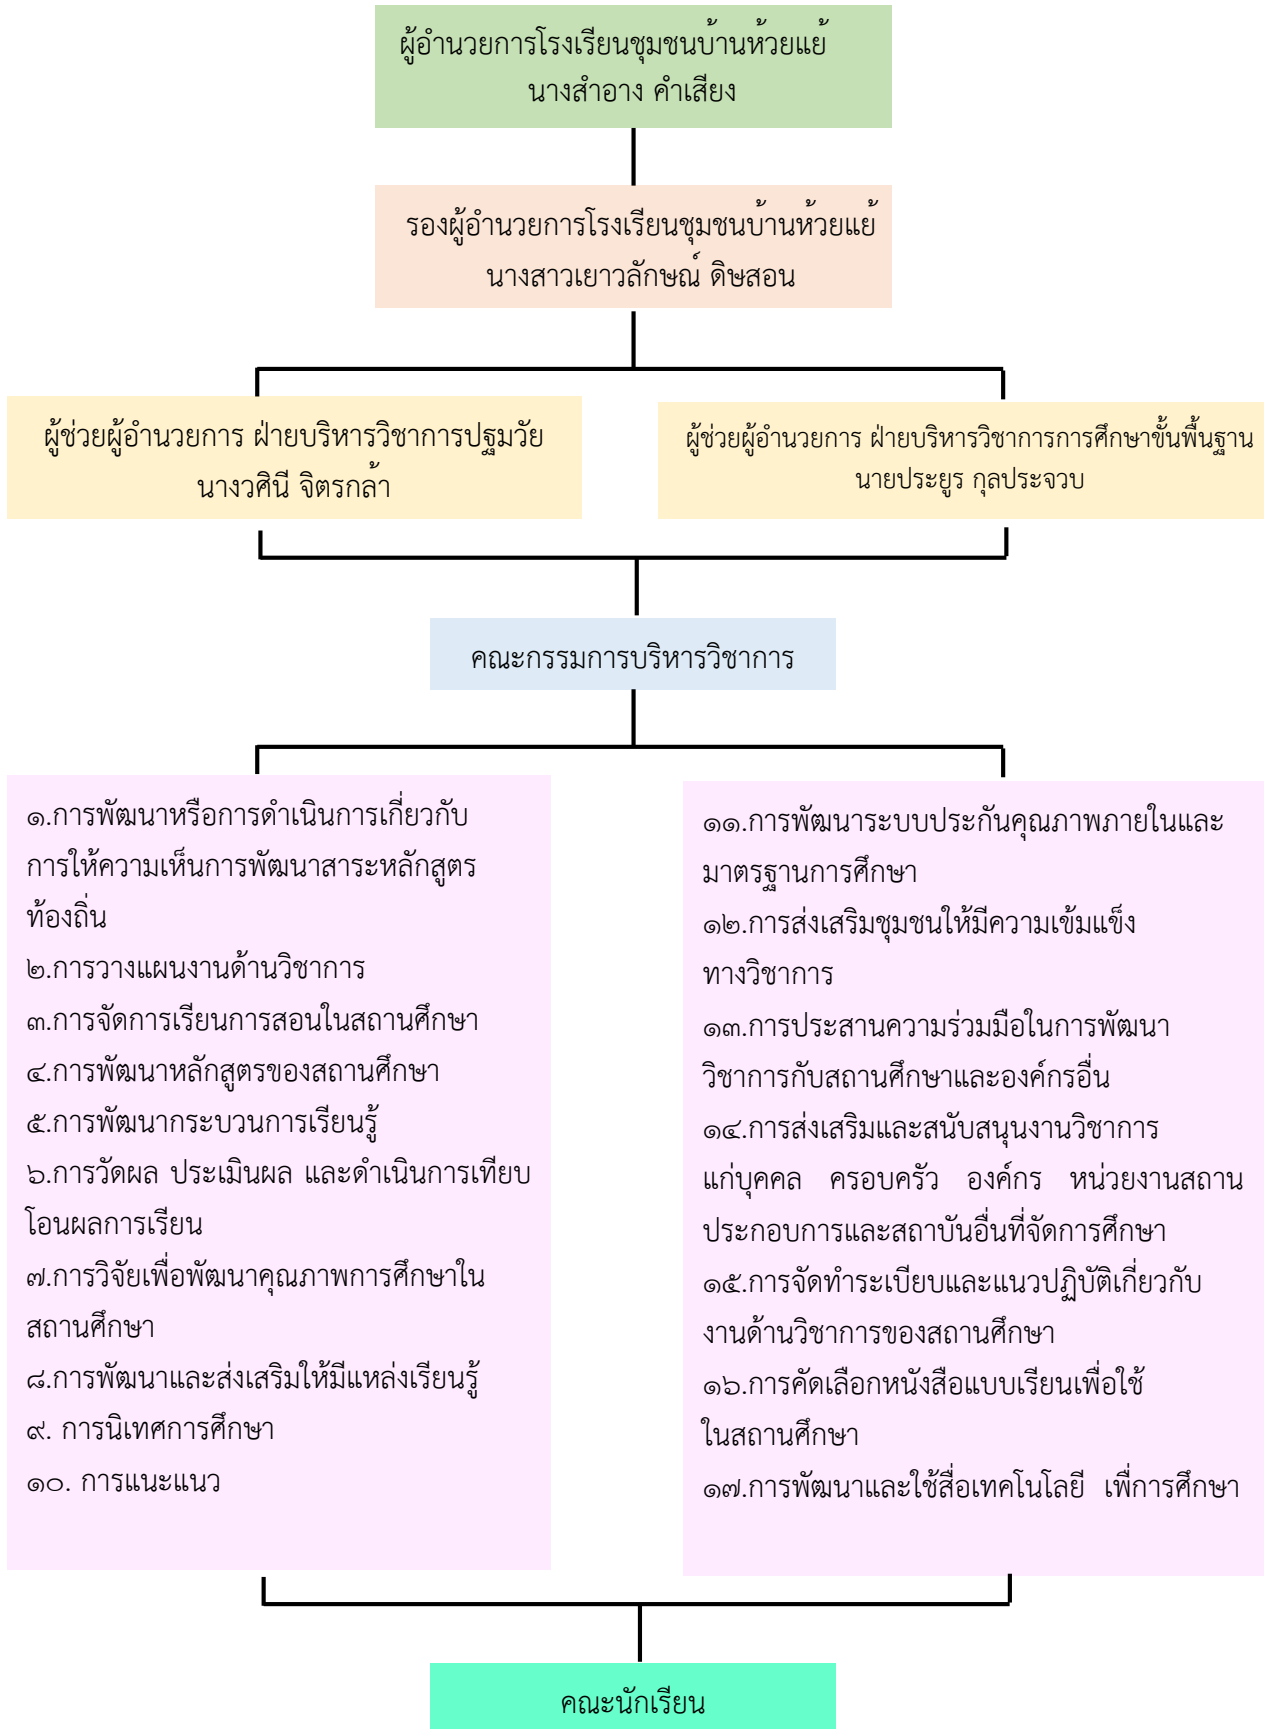 ผู้อำนวยการโรงเรียนชุมชนบ้านห้วยแย้
นางสำอาง คำเสียง
รองผู้อำนวยการโรงเรียนชุมชนบ้านห้วยแย้
นางสาวเยาวลักษณ์ ดิษสอน
ผู้ช่วยผู้อำนวยการ ฝ่ายบริหารวิชาการปฐมวัย
นางวศินี จิตรกล้า
ผู้ช่วยผู้อำนวยการ ฝ่ายบริหารวิชาการการศึกษาขั้นพื้นฐาน
นายประยูร กุลประจวบ
คณะกรรมการบริหารวิชาการ
๑.การพัฒนาหรือการดำเนินการเกี่ยวกับ
การให้ความเห็นการพัฒนาสาระหลักสูตร
ท้องถิ่น
๒.การวางแผนงานด้านวิชาการ
๓.การจัดการเรียนการสอนในสถานศึกษา
๔.การพัฒนาหลักสูตรของสถานศึกษา
๕.การพัฒนากระบวนการเรียนรู้
๖.การวัดผล ประเมินผล และดำเนินการเทียบ
โอนผลการเรียน
๗.การวิจัยเพื่อพัฒนาคุณภาพการศึกษาใน
สถานศึกษา
๘.การพัฒนาและส่งเสริมให้มีแหล่งเรียนรู้
๙. การนิเทศการศึกษา
๑๐. การแนะแนว
๑๑.การพัฒนาระบบประกันคุณภาพภายในและ
มาตรฐานการศึกษา
๑๒.การส่งเสริมชุมชนให้มีความเข้มแข็ง
ทางวิชาการ
๑๓.การประสานความร่วมมือในการพัฒนา
วิชาการกับสถานศึกษาและองค์กรอื่น
๑๔.การส่งเสริมและสนับสนุนงานวิชาการ
แก่บุคคล ครอบครัว องค์กร หน่วยงานสถาน
ประกอบการและสถาบันอื่นที่จัดการศึกษา
๑๕.การจัดทำระเบียบและแนวปฏิบัติเกี่ยวกับ
งานด้านวิชาการของสถานศึกษา
๑๖.การคัดเลือกหนังสือแบบเรียนเพื่อใช้
ในสถานศึกษา
๑๗.การพัฒนาและใช้สื่อเทคโนโลยี เพื่การศึกษา
คณะนักเรียน